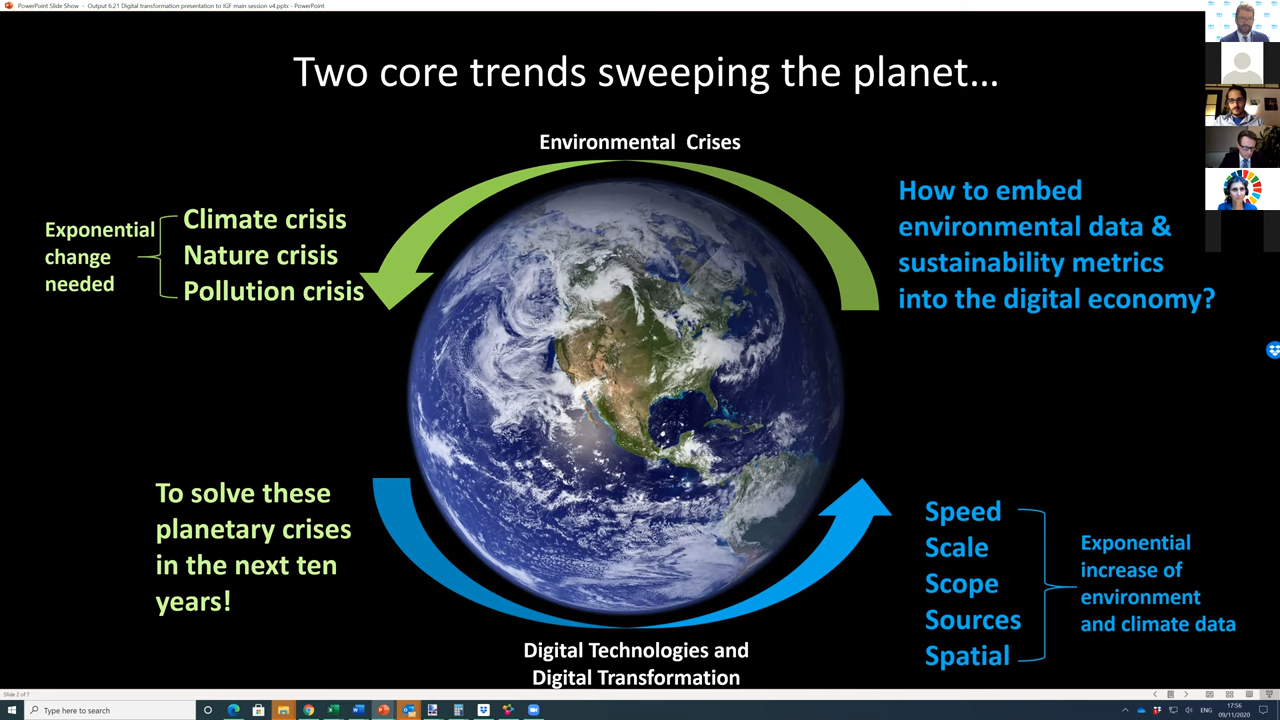 PowerPoint Slide Show - Output 6.21 Digital transformation presentation to IGF main session v4.pptx - PowerPoint
Two core trends sweeping the planet...
Environmental Crises
Exponential
change
needed
Climate crisis
Nature crisis
Pollution crisis
How to embed
environmental data &
sustainability metrics
into the digital economy?
To solve these
planetary crises
in the next ten
years!
Speed
Scale
Scope
Sources
Spatial
Exponential
increase of
environment
and climate data
Digital Technologies and
Digital Transformation
Slide 2 of 7
Type here to search
ENG
17:56
09/11/2020